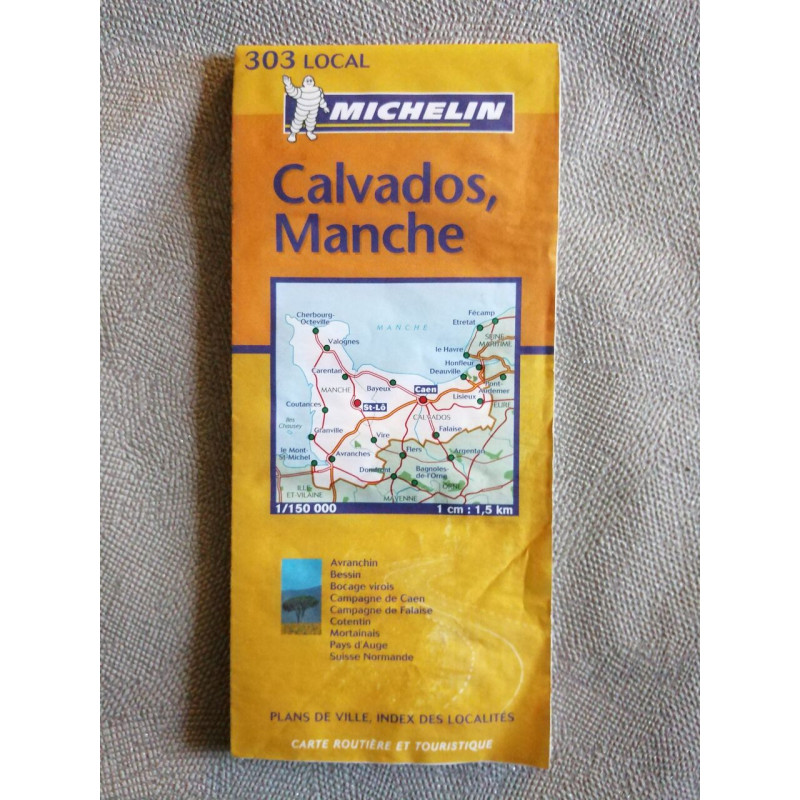 303 LOCAL
MICHELIN
Calvados,
Manche
Cherbourg-
Octeville
MANCHE
Fécamp
Etretat
SEINE
MARITIME
Valognes
le Havre
Honfleur
Deauville
Carentan
Bayeux
Caen
Pont-
Audemer
MANCHE
Lisieux
EURE
Coutances
St-Lô
CALVADOS
Iles
Chausey
Granville
Vire
Falaise
le Mont-
St-Michel
Avranches
Flers
Argentan
Domfront
Bagnoles-
de-l'Orne
ORNE
ILLE
ET-VILAINE
MAYENNE
1/150 000
1 cm : 1,5 km
Avranchin
Bessin
Bocage virois
Campagne de Caen
Campagne de Falaise
Cotentin
Mortainais
Pays d'Auge
Suisse Normande
PLANS DE VILLE, INDEX DES LOCALITÉS
CARTE ROUTIÈRE ET TOURISTIQUE